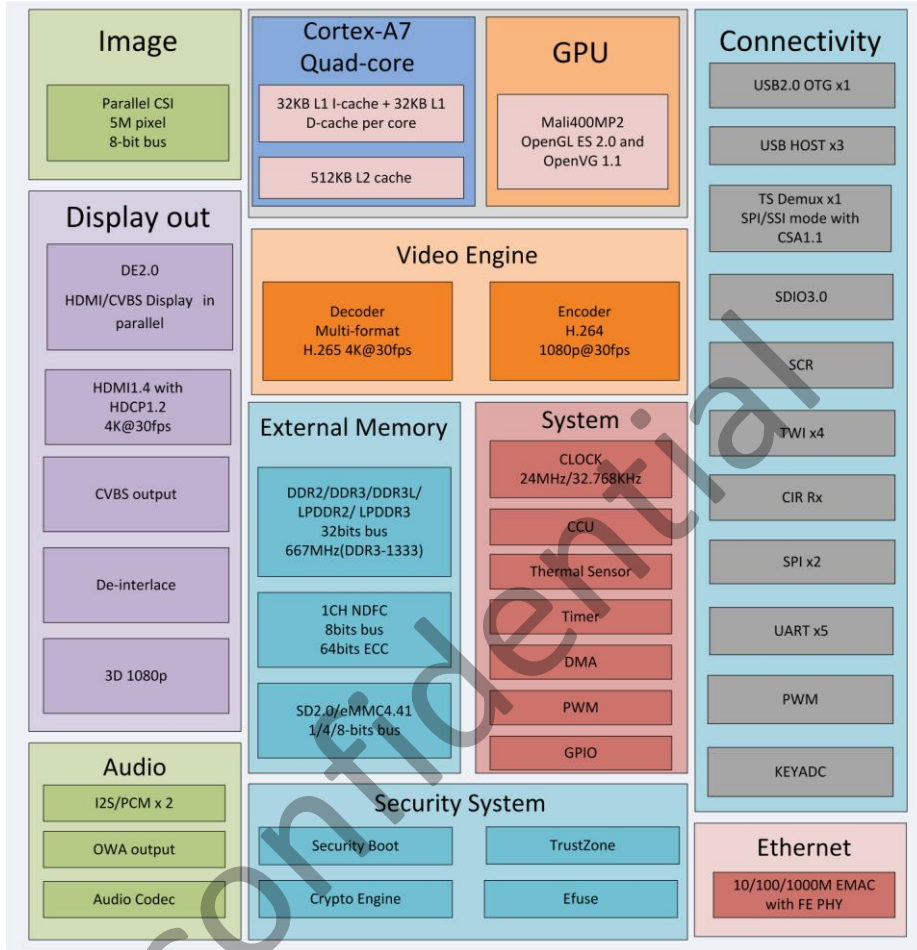 Image
Parallel CSI
5M pixel
8-bit bus
Display out
DE2.0
HDMI/CVBS Display in
parallel
HDMI1.4 with
HDCP1.2
4K@30fps
CVBS output
De-interlace
3D 1080p
Audio
I2S/PCM x 2
OWA output
Audio Codec
Cortex-A7
Quad-core
32KB L1 I-cache + 32KB L1
D-cache per core
512KB L2 cache
GPU
Mali400MP2
OpenGL ES 2.0 and
OpenVG 1.1
Video Engine
Decoder
Multi-format
H.265 4K@30fps
Encoder
H.264
1080p@30fps
External Memory
DDR2/DDR3/DDR3L/
LPDDR2/ LPDDR3
32bits bus
667MHz(DDR3-1333)
1CH NDFC
8bits bus
64bits ECC
SD2.0/eMMC4.41
1/4/8-bits bus
System
CLOCK
24MHz/32.768KHz
CCU
Thermal Sensor
Timer
DMA
PWM
GPIO
Security System
Security Boot
TrustZone
Crypto Engine
Efuse
Connectivity
USB2.0 OTG x1
USB HOST x3
TS Demux x1
SPI/SSI mode with
CSA1.1
SDIO3.0
SCR
TWI x4
CIR Rx
SPI x2
UART x5
PWM
KEYADC
Ethernet
10/100/1000M EMAC
with FE PHY
Confidential